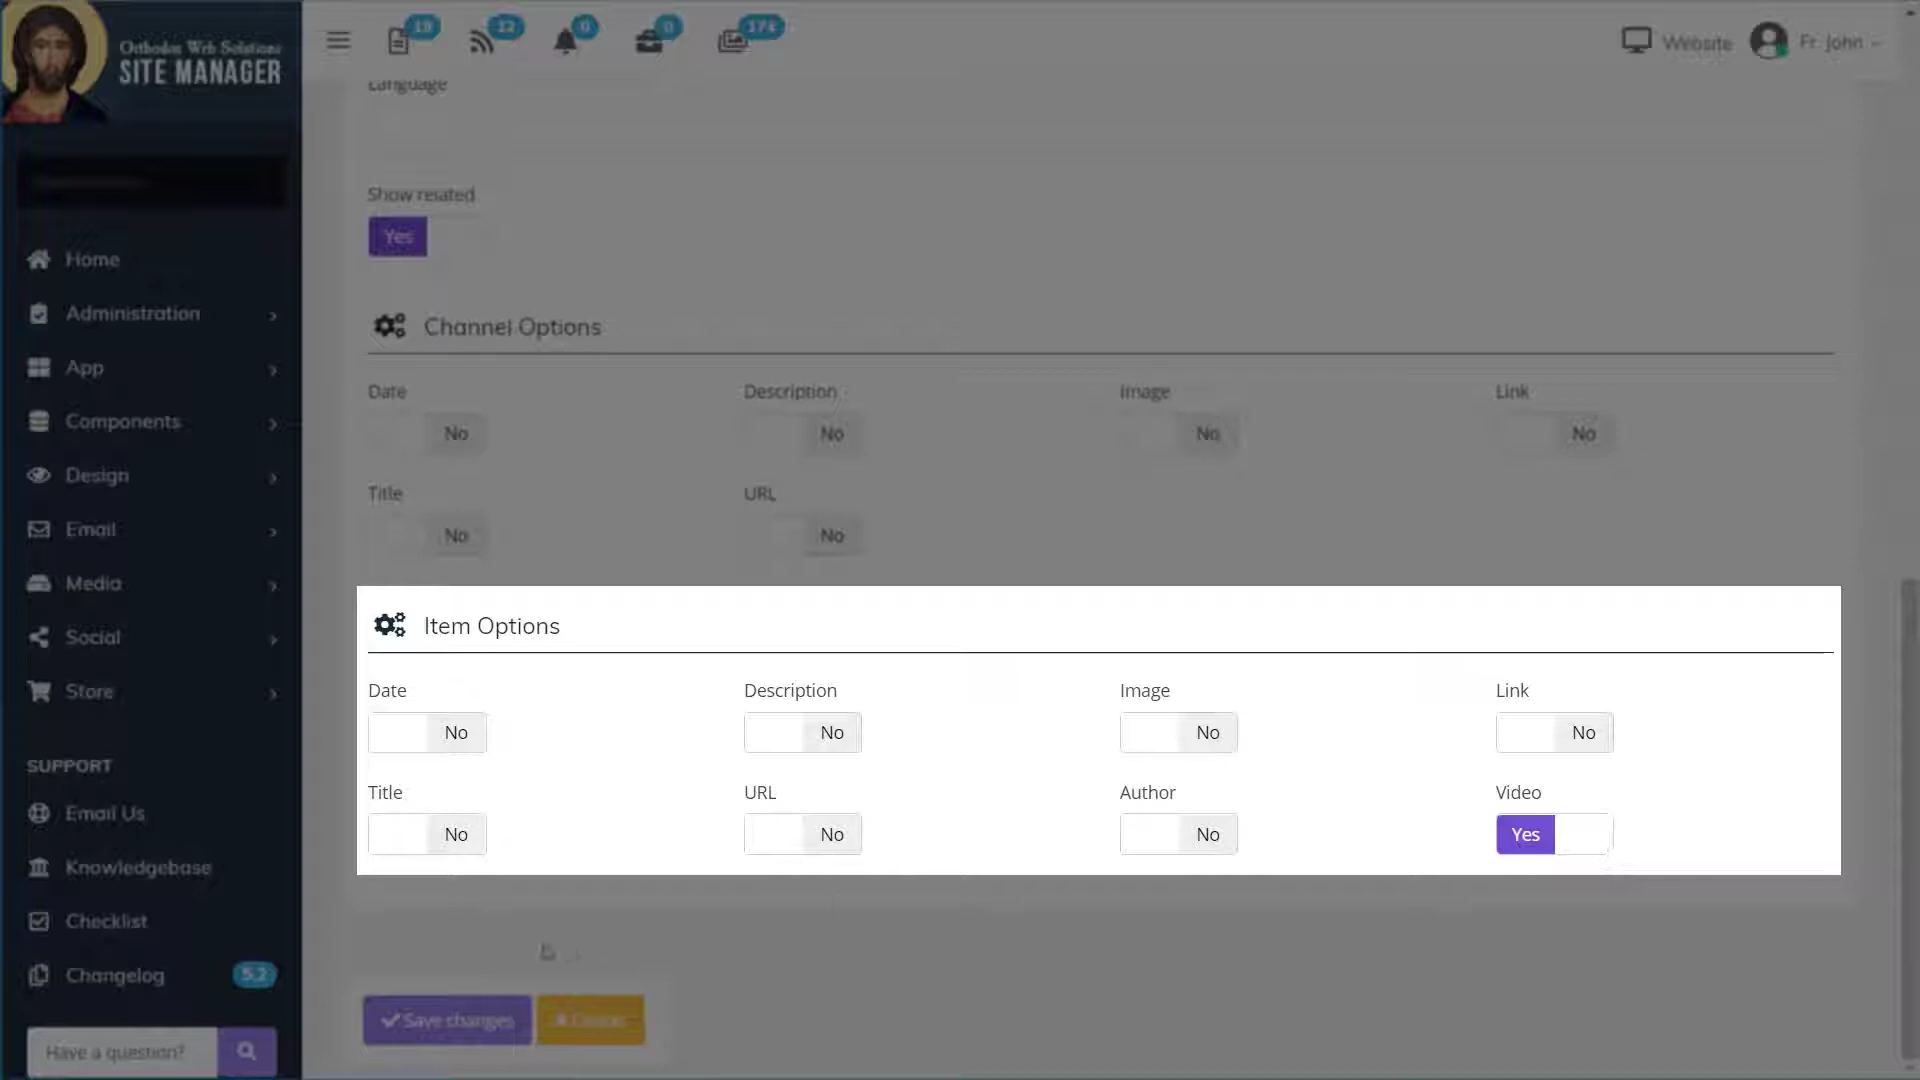 Orthodox Web Solutions
SITE MANAGER
19
12
0
0
174
Website
Fr. John
Home
Administration
App
Components
Design
Email
Media
Social
Store
SUPPORT
Email Us
Knowledgebase
Checklist
Changelog
5.2
Have a question?
Language
Show related
Yes
Channel Options
Date
Description
Image
Link
No
No
No
No
Title
URL
No
No
Item Options
Date
Description
Image
Link
No
No
No
No
Title
URL
Author
Video
No
No
No
Yes
Save changes